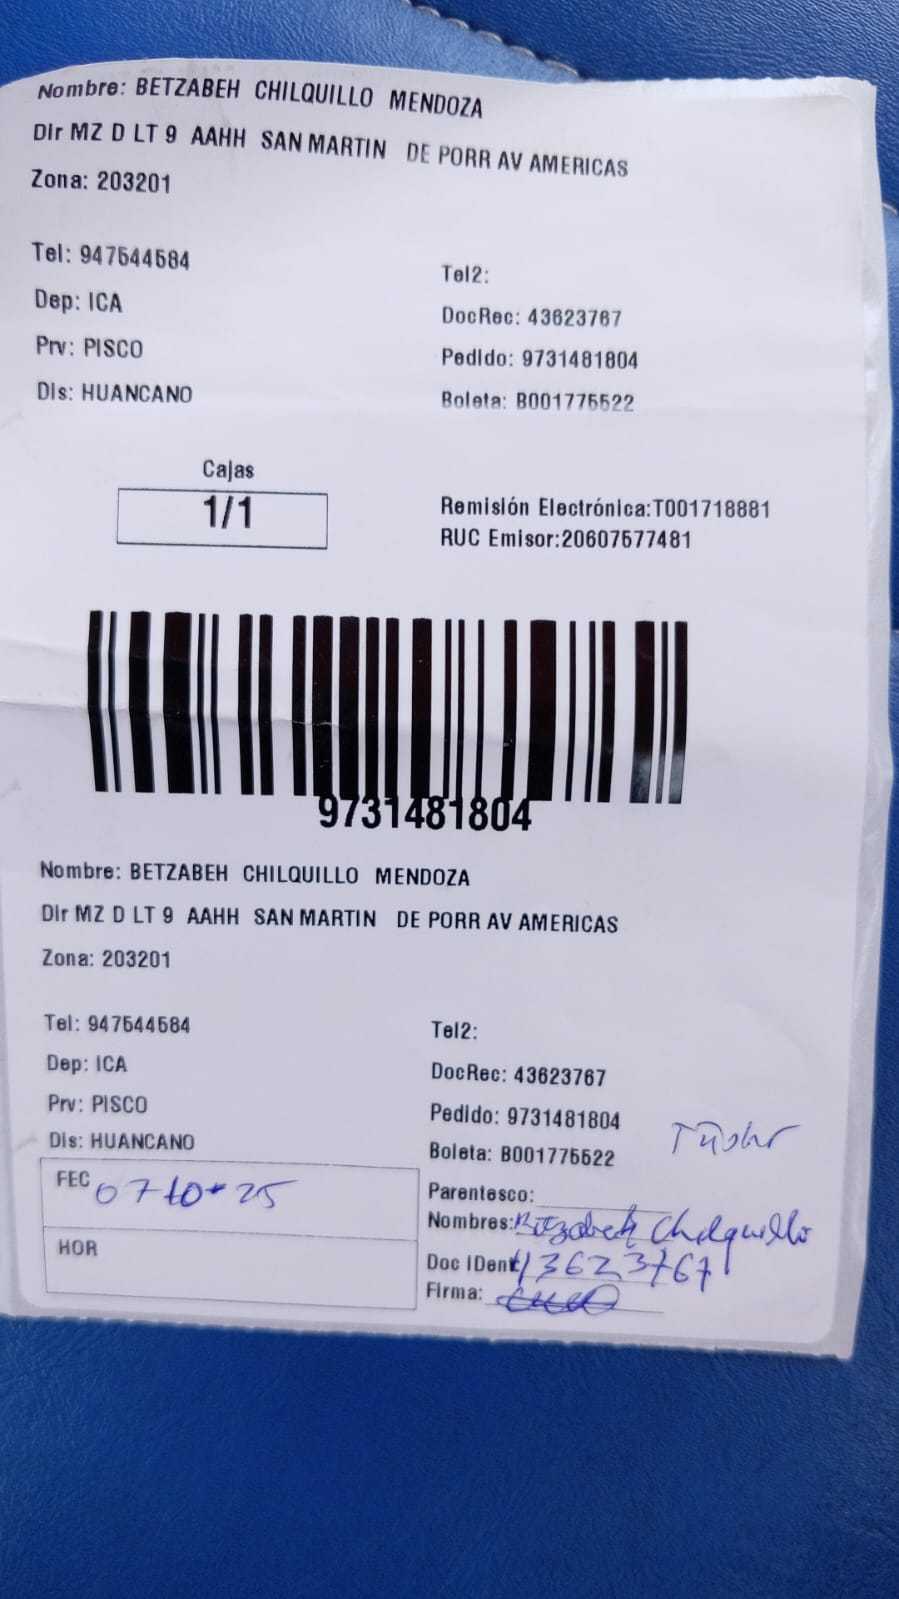 Nombre: BETZABEH CHILQUILLO MENDOZA
Dir MZ D LT 9 AAHH SAN MARTIN DE PORR AV AMERICAS
Zona: 203201
Tel: 947544584
Tel2:
Dep: ICA
DocRec: 43623767
Prv: PISCO
Pedido: 9731481804
Dis: HUANCANO
Boleta: B001775522
Cajas
1/1
Remisión Electrónica:T001718881
RUC Emisor:20607577481
9731481804
Nombre: BETZABEH CHILQUILLO MENDOZA
Dir MZ D LT 9 AAHH SAN MARTIN DE PORR AV AMERICAS
Zona: 203201
Tel: 947544584
Tel2:
Dep: ICA
DocRec: 43623767
Prv: PISCO
Pedido: 9731481804
Dis: HUANCANO
Boleta: B001775522
Titular
FEC 07-10-25
Parentesco:
Nombres: Betzabeh Chilquillo
HOR
Doc IDent 43623767
Firma: